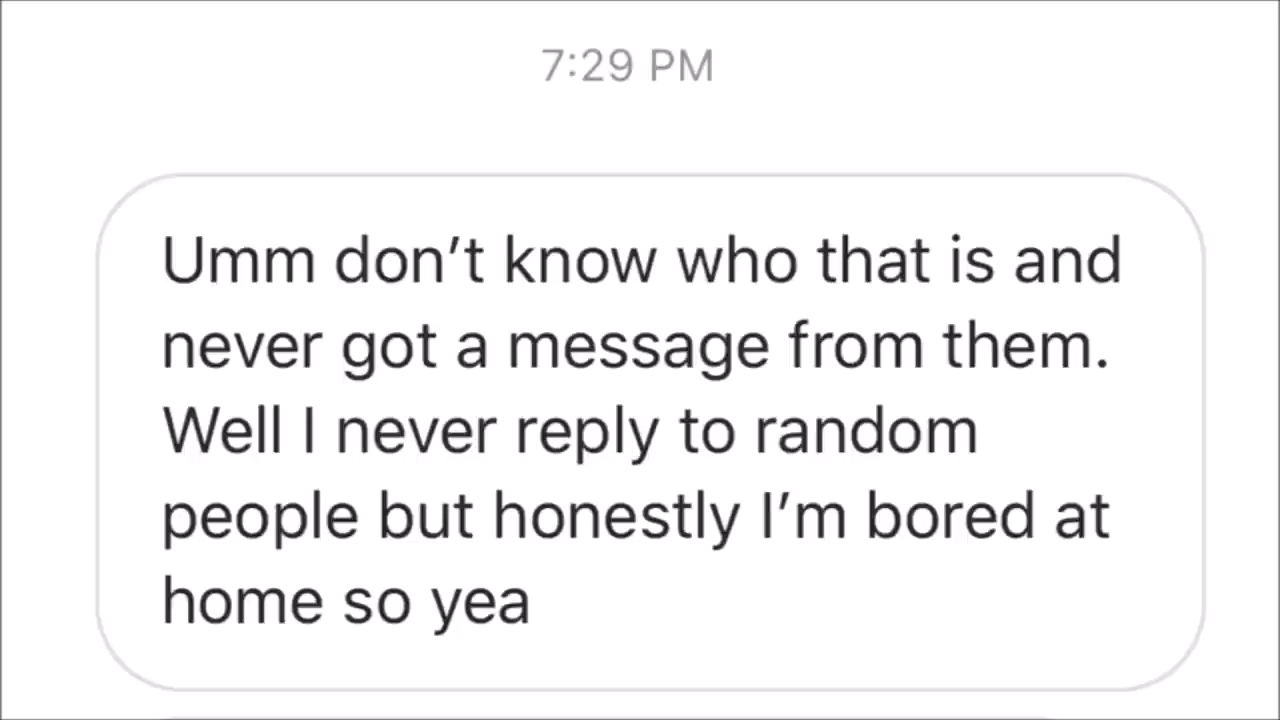 7:29 PM
Umm don’t know who that is and
never got a message from them.
Well I never reply to random
people but honestly I’m bored at
home so yea